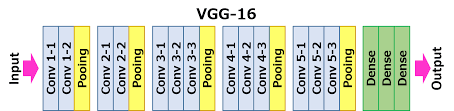 VGG-16
Input
Conv 1-1
Conv 1-2
Pooing
Conv 2-1
Conv 2-2
Pooing
Conv 3-1
Conv 3-2
Conv 3-3
Pooing
Conv 4-1
Conv 4-2
Conv 4-3
Pooing
Conv 5-1
Conv 5-2
Conv 5-3
Pooing
Dense
Dense
Dense
Output